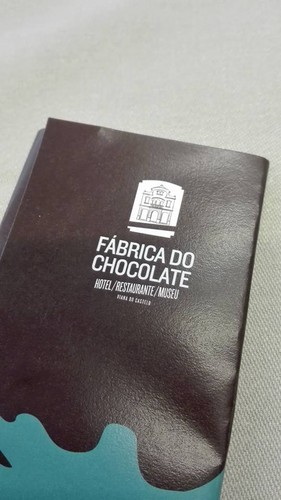 FÁBRICA DO
CHOCOLATE
HOTEL/RESTAURANTE/MUSEU
VIANA DO CASTELO